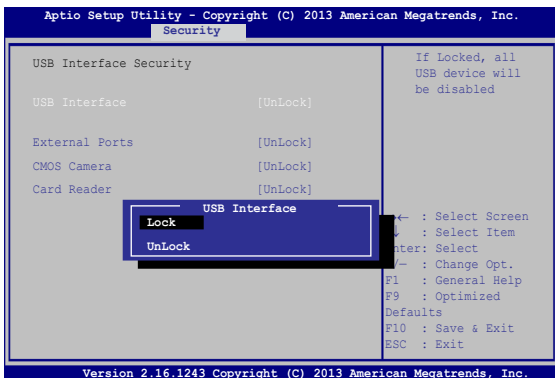 Aptio Setup Utility - Copyright (C) 2013 American Megatrends, Inc.
Security
USB Interface Security
USB Interface [UnLock]
External Ports [UnLock]
CMOS Camera [UnLock]
Card Reader [UnLock]
USB Interface
Lock
UnLock
If Locked, all
USB device will
be disabled
→← : Select Screen
↓ : Select Item
nter: Select
/— : Change Opt.
F1 : General Help
F9 : Optimized
Defaults
F10 : Save & Exit
ESC : Exit
Version 2.16.1243 Copyright (C) 2013 American Megatrends, Inc.